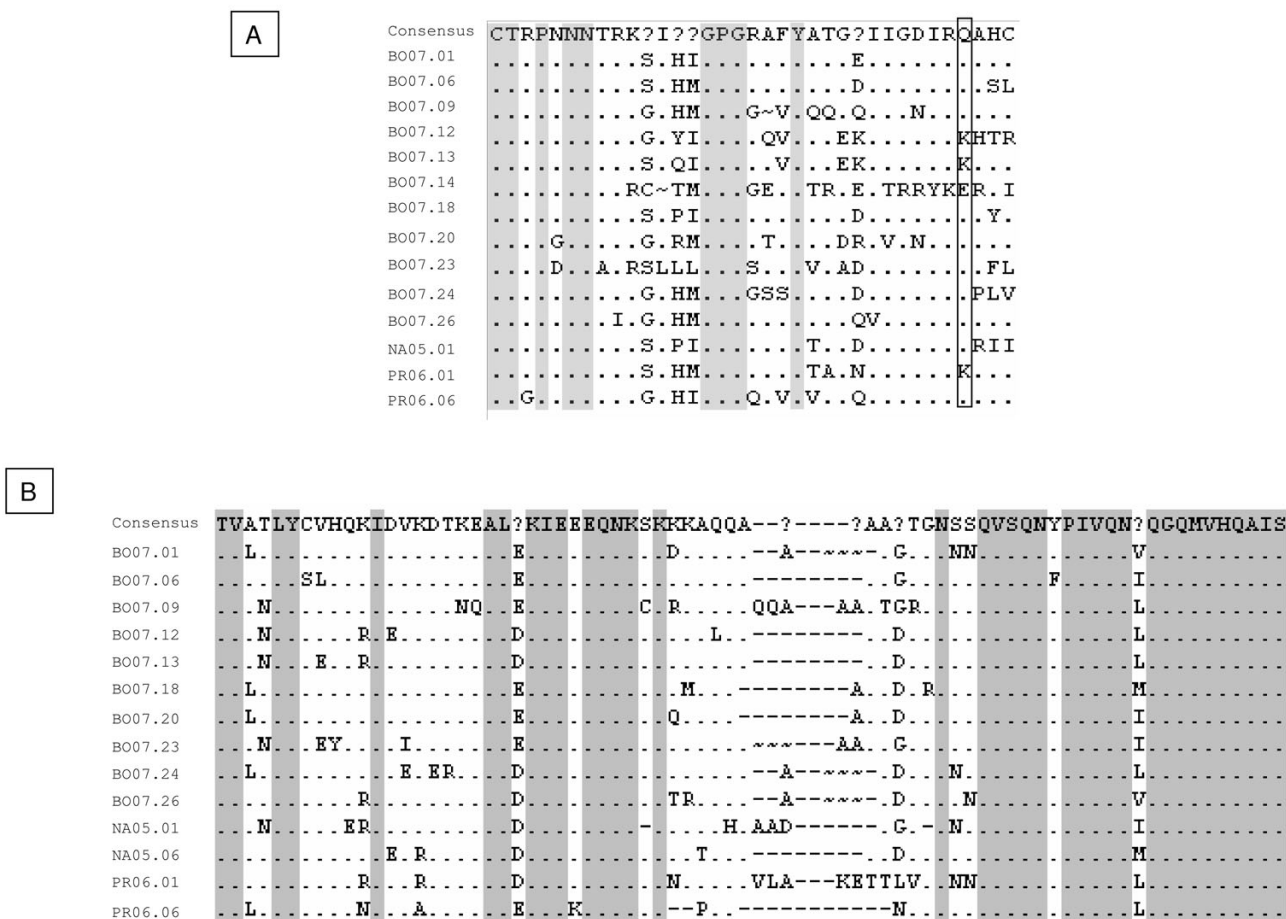 A
Consensus CTRPNNNTRK?I??GPGRAFYATG?IIGDIRQAHC
BO07.01 ..........S.HI..........E..........
BO07.06 ..........S.HM..........D........SL
BO07.09 ..........G.HM...G~V.QQ.Q...N......
BO07.12 ..........G.YI....QV...EK......KHTR
BO07.13 ..........S.QI.....V...EK......K...
BO07.14 .........RC~TM...GE..TR.E.TRRYKER.I
BO07.18 ..........S.PI..........D........Y.
BO07.20 ....G.....G.RM....T....DR.V.N......
BO07.23 ....D..A.RSLLL...S...V.AD........FL
BO07.24 ..........G.HM...GSS....D.......PLV
BO07.26 ........I.G.HM..........QV.........
NA05.01 ..........S.PI.......T..D.......RII
PR06.01 ..........S.HM.......TA.N......K...
PR06.06 ..G.......G.HI...Q.V.V..Q..........
B
Consensus TVATLYCVHQKIDVKDTKEAL?KIEEEQNKSKKKAQQA--?----?AA?TGNSSQVSQNYPIVQN?QGQMVHQAIS
BO07.01 ..L..................E..........D.....--A-~~~~-.G...NN...........V..........
BO07.06 ......SL.............E................--------..G..........F.....I..........
BO07.09 ...N.............NQ..E........C.R.....QQA---AA.TGR...............L..........
BO07.12 ...N......R.E........D.............L..--------..D................L..........
BO07.13 ...N...E..R..........D................--------..D................L..........
BO07.18 ..L..................E...........M...--------A..D.R..............M..........
BO07.20 ..L..................E..........Q....--------A..D................I..........
BO07.23 ...N...EY....I.......E................~~~~--AA..G................I..........
BO07.24 ..L..........E.ER....D................--A-~~~~-.D...N............L..........
BO07.26 ..........R..........D..........TR....--A-~~~~-.D....N...........V..........
NA05.01 ...N.....ER..........D........-.....H.AAD-----..G.-.N............I..........
NA05.06 ............E.R......D............T...--------..D................M..........
PR06.01 ..........R...R......D..........N.....VLA---KETTLV..NN...........L..........
PR06.06 ..L.......N...A......E...K......--P..-----------N................L..........